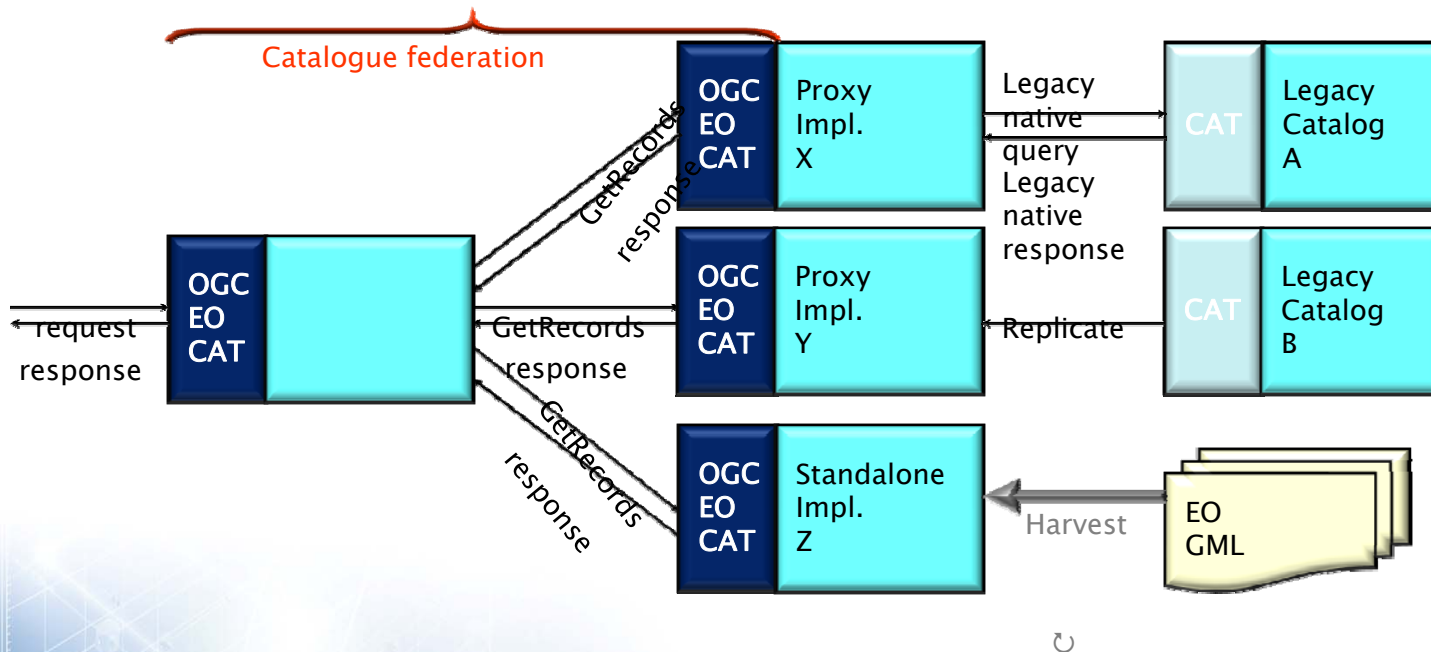 Catalogue federation
OGC
EO
CAT
Proxy
Impl.
X
Legacy
native
query
Legacy
native
response
CAT
Legacy
Catalog
A
GetRecords
response
request
response
OGC
EO
CAT
GetRecords
response
OGC
EO
CAT
Proxy
Impl.
Y
Replicate
CAT
Legacy
Catalog
B
GetRecords
response
OGC
EO
CAT
Standalone
Impl.
Z
Harvest
EO
GML
↻